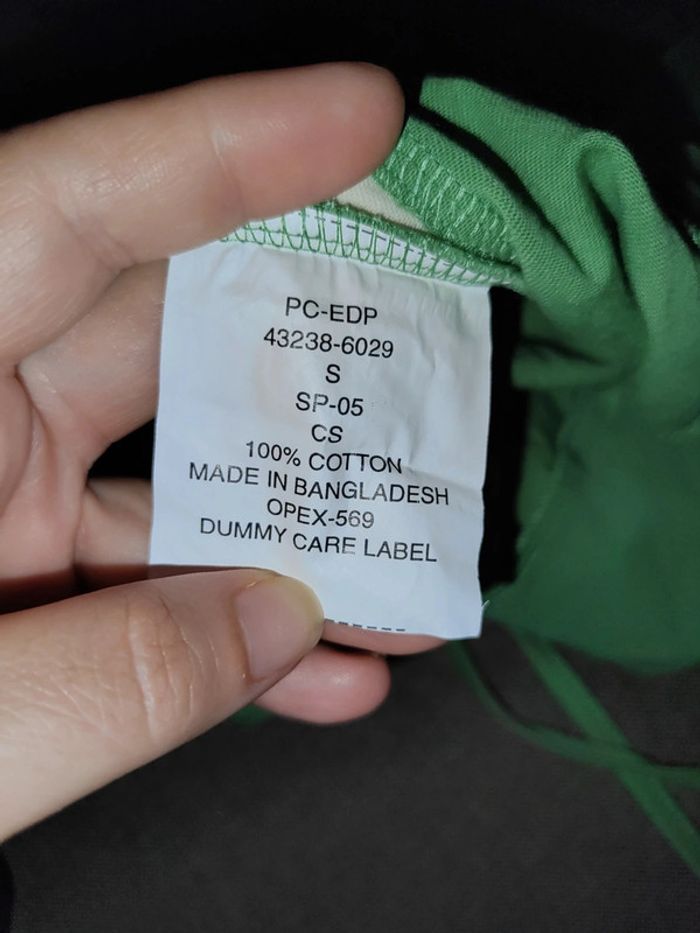 PC-EDP
43238-6029
S
SP-05
CS
100% COTTON
MADE IN BANGLADESH
OPEX-569
DUMMY CARE LABEL